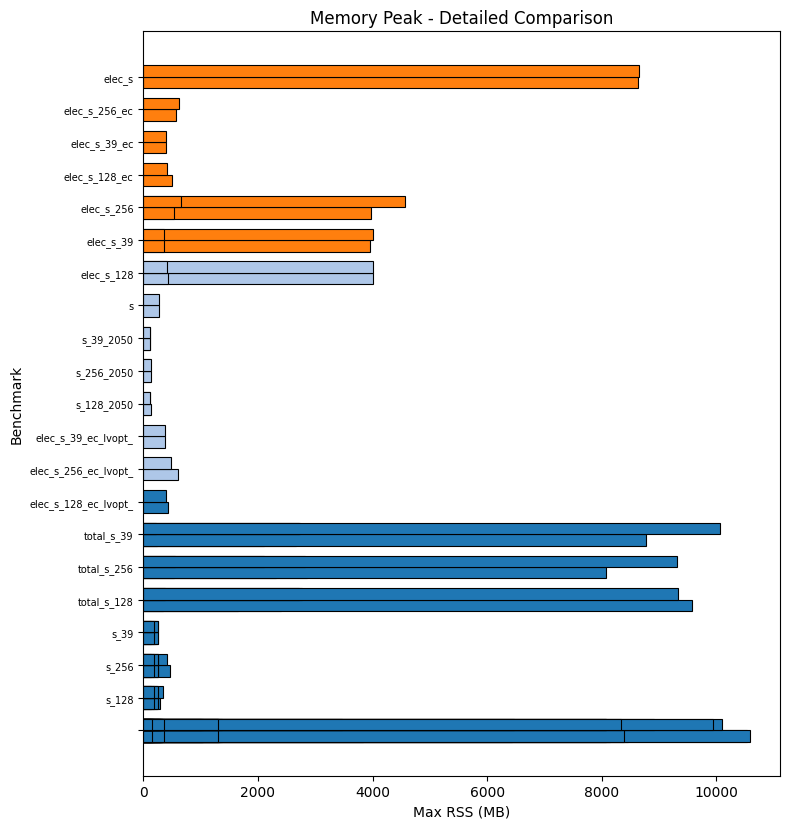 Memory Peak - Detailed Comparison
elec_s
elec_s_256_ec
elec_s_39_ec
elec_s_128_ec
elec_s_256
elec_s_39
elec_s_128
s
s_39_2050
s_256_2050
s_128_2050
elec_s_39_ec_lvopt_
elec_s_256_ec_lvopt_
elec_s_128_ec_lvopt_
total_s_39
total_s_256
total_s_128
s_39
s_256
s_128
Benchmark
0 2000 4000 6000 8000 10000
Max RSS (MB)